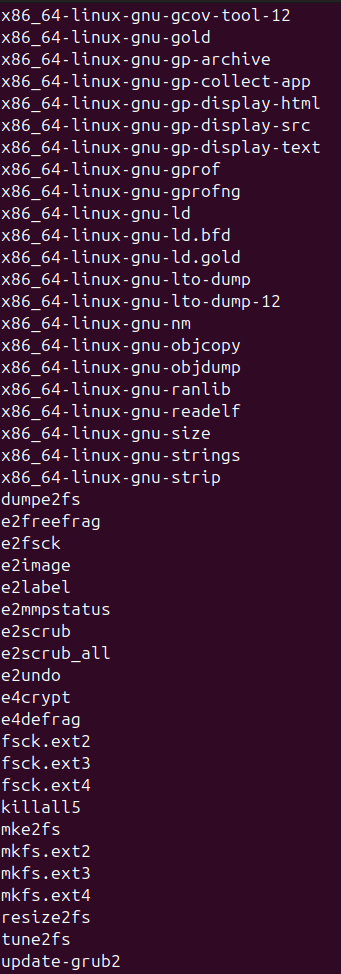 x86_64-linux-gnu-gcov-tool-12
x86_64-linux-gnu-gold
x86_64-linux-gnu-gp-archive
x86_64-linux-gnu-gp-collect-app
x86_64-linux-gnu-gp-display-html
x86_64-linux-gnu-gp-display-src
x86_64-linux-gnu-gp-display-text
x86_64-linux-gnu-gprof
x86_64-linux-gnu-gprofng
x86_64-linux-gnu-ld
x86_64-linux-gnu-ld.bfd
x86_64-linux-gnu-ld.gold
x86_64-linux-gnu-lto-dump
x86_64-linux-gnu-lto-dump-12
x86_64-linux-gnu-nm
x86_64-linux-gnu-objcopy
x86_64-linux-gnu-objdump
x86_64-linux-gnu-ranlib
x86_64-linux-gnu-readelf
x86_64-linux-gnu-size
x86_64-linux-gnu-strings
x86_64-linux-gnu-strip
dumpe2fs
e2freefrag
e2fsck
e2image
e2label
e2mmpstatus
e2scrub
e2scrub_all
e2undo
e4crypt
e4defrag
fsck.ext2
fsck.ext3
fsck.ext4
killall5
mke2fs
mkfs.ext2
mkfs.ext3
mkfs.ext4
resize2fs
tune2fs
update-grub2